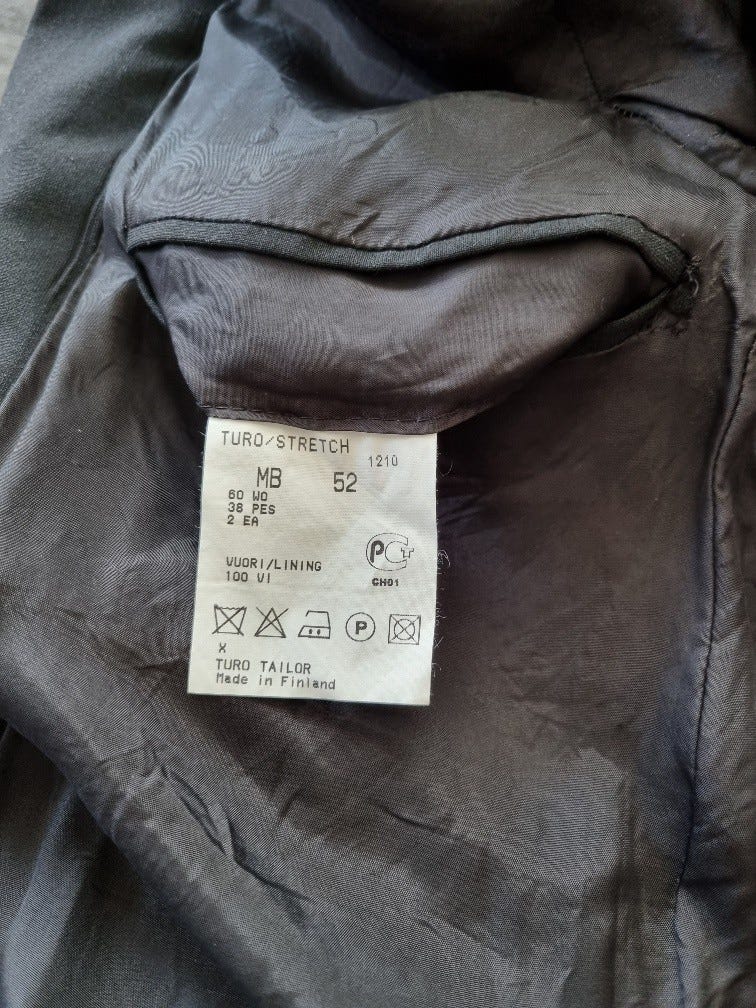 TURO/STRETCH
1210
MB 52
60 WO
38 PES
2 EA
VUORI/LINING
100 VI
PCT
CH01
P
X
TURO TAILOR
Made in Finland